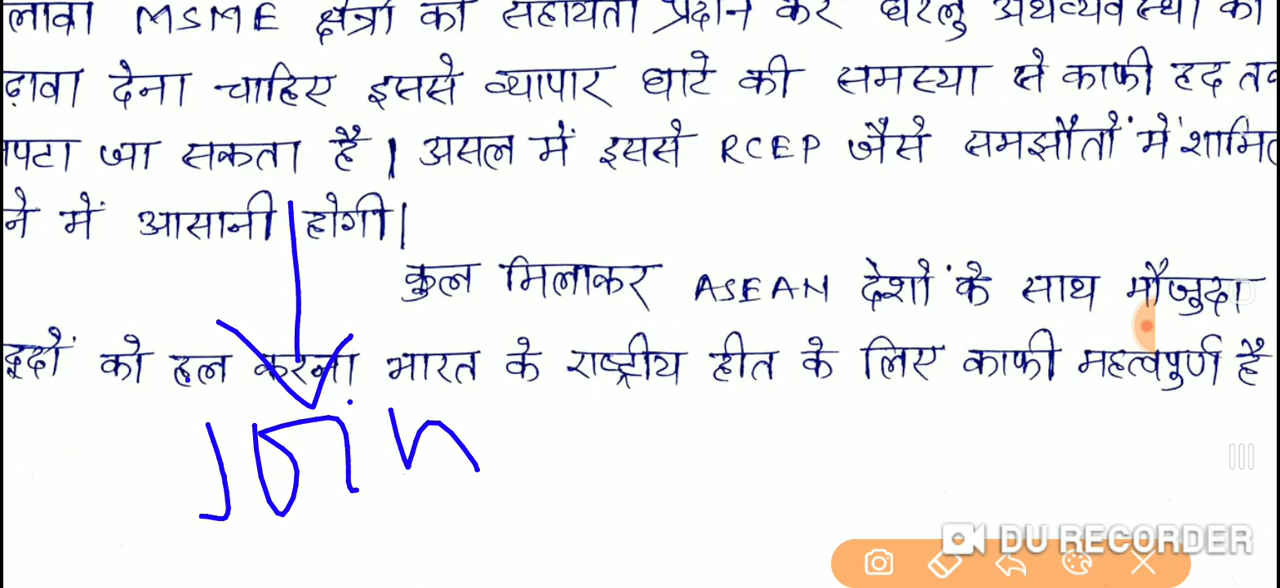 लावा MSME क्षेत्रों को सहायता प्रदान कर घरेलु अर्थव्यवस्था को
ढ़ावा देना चाहिए इससे व्यापार घाटे की समस्या से काफी हद तक
पटा जा सकता है। असल में इससे RCEP जैसे समझौतों में शामिल
ने में आसानी होगी।
कुल मिलाकर ASEAN देशों के साथ मौजुदा
द्दों को हल करना भारत के राष्ट्रीय हीत के लिए काफी महत्वपुर्ण है
Join
DU RECORDER